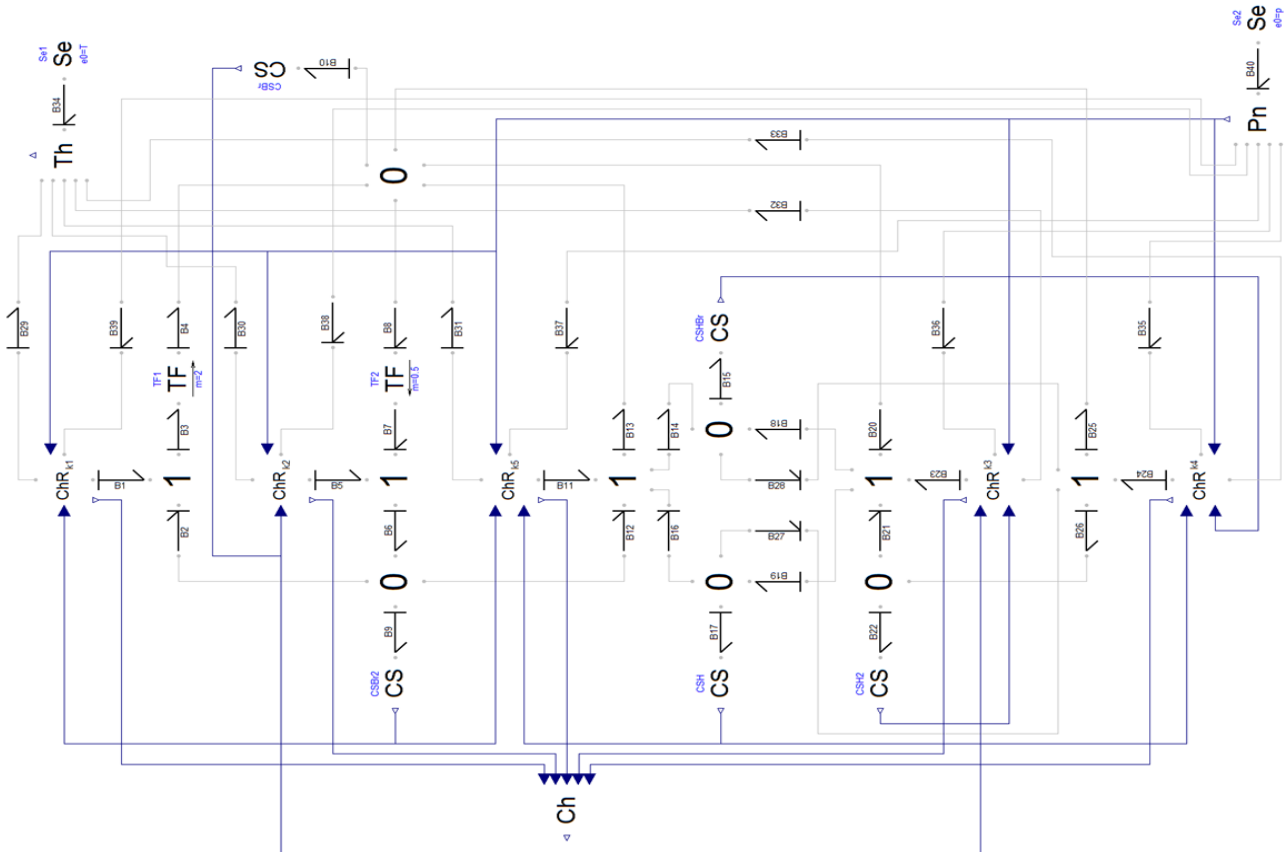 Se1
Se
e0=T
B34
Th
CS
CSBr
B10
Se2
Se
e0=p
B40
Pn
0
B33
B32
B29
B39
B4
B30
B38
B8
B31
B37
B36
B35
TF1
TF
m=2
TF2
TF
m=0.5
CSHBr
CS
B15
B3
B7
B13
B14
0
B18
B20
B25
ChR
k1
B1
1
ChR
k2
B5
1
ChR
k5
B11
1
B28
1
B23
ChR
k3
1
B24
ChR
k4
B2
B6
B12
B16
B27
B21
B26
0
0
B19
0
B9
B17
B22
CSBr2
CS
CSH
CS
CSH2
CS
Ch